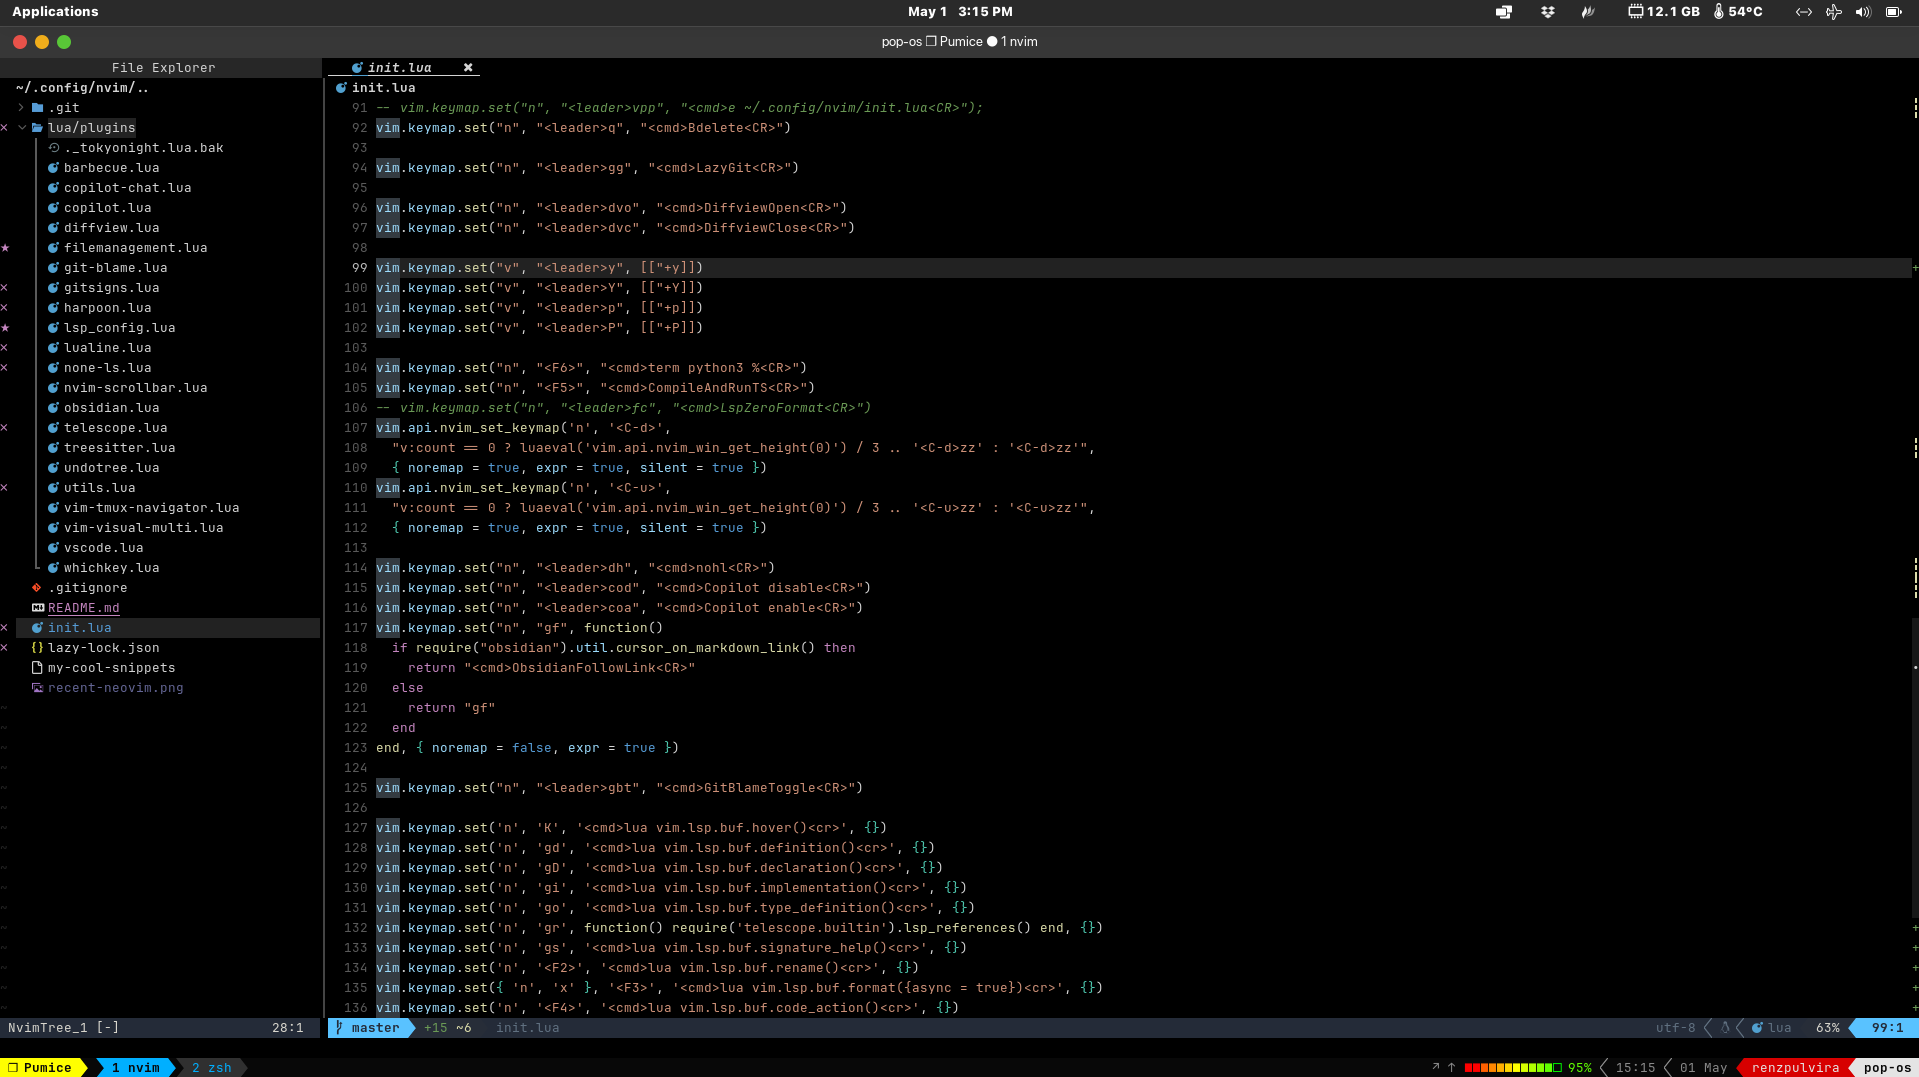 Applications
May 1 3:15 PM
12.1 GB
54°C
pop-os ❐ Pumice ● 1 nvim
File Explorer
init.lua ✖
~/.config/nvim/..
.git
lua/plugins
._tokyonight.lua.bak
barbecue.lua
copilot-chat.lua
copilot.lua
diffview.lua
filemanagement.lua
git-blame.lua
gitsigns.lua
harpoon.lua
lsp_config.lua
lualine.lua
none-ls.lua
nvim-scrollbar.lua
obsidian.lua
telescope.lua
treesitter.lua
undotree.lua
utils.lua
vim-tmux-navigator.lua
vim-visual-multi.lua
vscode.lua
whichkey.lua
.gitignore
README.md
init.lua
lazy-lock.json
my-cool-snippets
recent-neovim.png
NvimTree_1 [-] 28:1
init.lua
91 -- vim.keymap.set("n", "<leader>vpp", "<cmd>e ~/.config/nvim/init.lua<CR>");
92 vim.keymap.set("n", "<leader>q", "<cmd>Bdelete<CR>")
93
94 vim.keymap.set("n", "<leader>gg", "<cmd>LazyGit<CR>")
95
96 vim.keymap.set("n", "<leader>dvo", "<cmd>DiffviewOpen<CR>")
97 vim.keymap.set("n", "<leader>dvc", "<cmd>DiffviewClose<CR>")
98
99 vim.keymap.set("v", "<leader>y", [["+y]])
100 vim.keymap.set("v", "<leader>Y", [["+Y]])
101 vim.keymap.set("v", "<leader>p", [["+p]])
102 vim.keymap.set("v", "<leader>P", [["+P]])
103
104 vim.keymap.set("n", "<F6>", "<cmd>term python3 %<CR>")
105 vim.keymap.set("n", "<F5>", "<cmd>CompileAndRunTS<CR>")
106 -- vim.keymap.set("n", "<leader>fc", "<cmd>LspZeroFormat<CR>")
107 vim.api.nvim_set_keymap('n', '<C-d>',
108 "v:count == 0 ? luaeval('vim.api.nvim_win_get_height(0)') / 3 .. '<C-d>zz' : '<C-d>zz'",
109 { noremap = true, expr = true, silent = true })
110 vim.api.nvim_set_keymap('n', '<C-u>',
111 "v:count == 0 ? luaeval('vim.api.nvim_win_get_height(0)') / 3 .. '<C-u>zz' : '<C-u>zz'",
112 { noremap = true, expr = true, silent = true })
113
114 vim.keymap.set("n", "<leader>dh", "<cmd>nohl<CR>")
115 vim.keymap.set("n", "<leader>cod", "<cmd>Copilot disable<CR>")
116 vim.keymap.set("n", "<leader>coa", "<cmd>Copilot enable<CR>")
117 vim.keymap.set("n", "gf", function()
118 if require("obsidian").util.cursor_on_markdown_link() then
119 return "<cmd>ObsidianFollowLink<CR>"
120 else
121 return "gf"
122 end
123 end, { noremap = false, expr = true })
124
125 vim.keymap.set("n", "<leader>gbt", "<cmd>GitBlameToggle<CR>")
126
127 vim.keymap.set('n', 'K', '<cmd>lua vim.lsp.buf.hover()<cr>', {})
128 vim.keymap.set('n', 'gd', '<cmd>lua vim.lsp.buf.definition()<cr>', {})
129 vim.keymap.set('n', 'gD', '<cmd>lua vim.lsp.buf.declaration()<cr>', {})
130 vim.keymap.set('n', 'gi', '<cmd>lua vim.lsp.buf.implementation()<cr>', {})
131 vim.keymap.set('n', 'go', '<cmd>lua vim.lsp.buf.type_definition()<cr>', {})
132 vim.keymap.set('n', 'gr', function() require('telescope.builtin').lsp_references() end, {})
133 vim.keymap.set('n', 'gs', '<cmd>lua vim.lsp.buf.signature_help()<cr>', {})
134 vim.keymap.set('n', '<F2>', '<cmd>lua vim.lsp.buf.rename()<cr>', {})
135 vim.keymap.set({ 'n', 'x' }, '<F3>', '<cmd>lua vim.lsp.buf.format({async = true})<cr>', {})
136 vim.keymap.set('n', '<F4>', '<cmd>lua vim.lsp.buf.code_action()<cr>', {})
master +15 ~6 init.lua
utf-8 lua 63% 99:1
❐ Pumice 1 nvim 2 zsh
↗ ↑ 95% 15:15 01 May renzpulvira pop-os